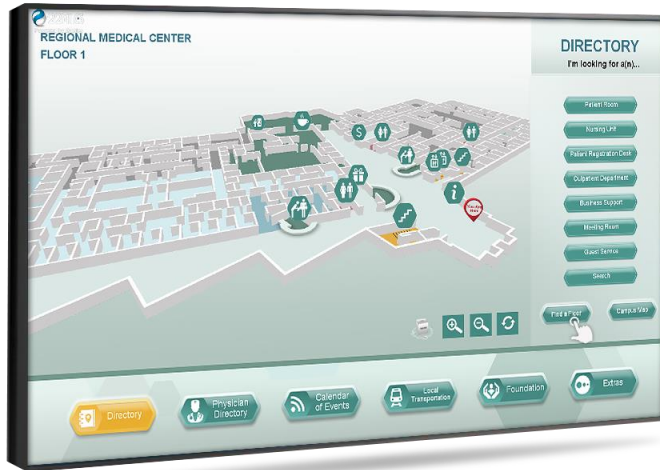 REGIONAL MEDICAL CENTER
FLOOR 1
DIRECTORY
I'm looking for a(n)...
Patient Room
Nursing Unit
Patient Registration Desk
Outpatient Department
Business Support
Meeting Room
Guest Service
Search
Find a Floor
Campus Map
$
i
Directory
Physician
Directory
Calendar
of Events
Local
Transportation
Foundation
Extras